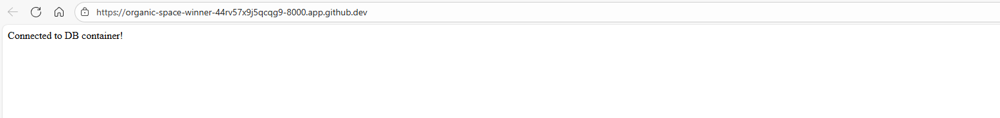 https://organic-space-winner-44rv57x9j5qcqg9-8000.app.github.dev
Connected to DB container!